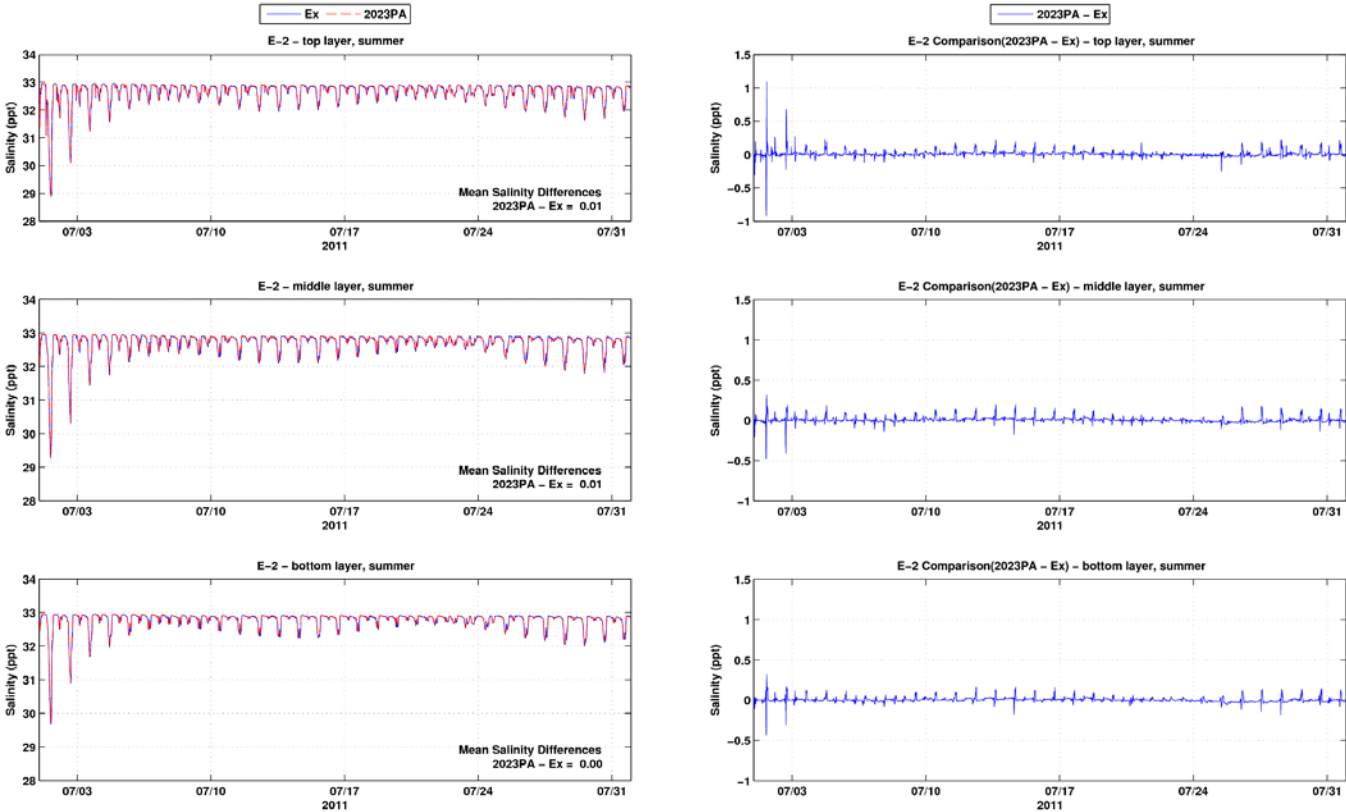 Ex 2023PA
E-2 - top layer, summer
34
33
32
31
30
29
28
Salinity (ppt)
Mean Salinity Differences
2023PA - Ex = 0.01
07/03 07/10 07/17 07/24 07/31
2011
2023PA - Ex
E-2 Comparison(2023PA - Ex) - top layer, summer
1.5
1
0.5
0
-0.5
-1
Salinity (ppt)
07/03 07/10 07/17 07/24 07/31
2011
E-2 - middle layer, summer
34
33
32
31
30
29
28
Salinity (ppt)
Mean Salinity Differences
2023PA - Ex = 0.01
07/03 07/10 07/17 07/24 07/31
2011
E-2 Comparison(2023PA - Ex) - middle layer, summer
1.5
1
0.5
0
-0.5
-1
Salinity (ppt)
07/03 07/10 07/17 07/24 07/31
2011
E-2 - bottom layer, summer
34
33
32
31
30
29
28
Salinity (ppt)
Mean Salinity Differences
2023PA - Ex = 0.00
07/03 07/10 07/17 07/24 07/31
2011
E-2 Comparison(2023PA - Ex) - bottom layer, summer
1.5
1
0.5
0
-0.5
-1
Salinity (ppt)
07/03 07/10 07/17 07/24 07/31
2011